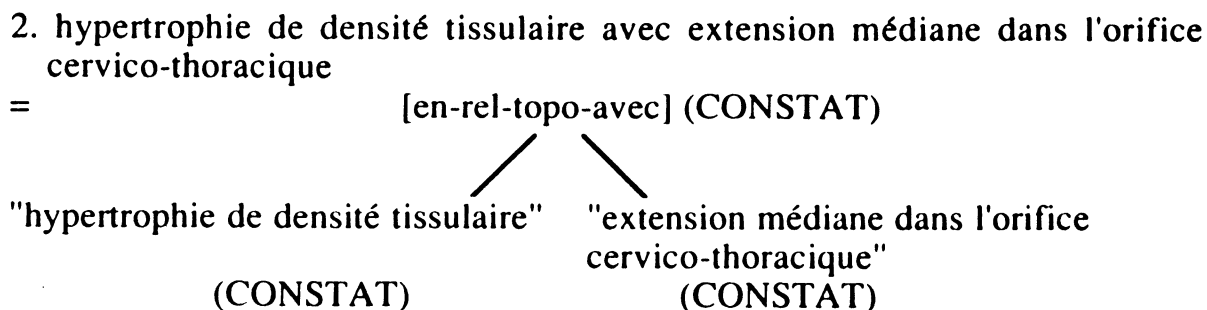 2. hypertrophie de densité tissulaire avec extension médiane dans l'orifice
cervico-thoracique
= [en-rel-topo-avec] (CONSTAT)
"hypertrophie de densité tissulaire" "extension médiane dans l'orifice
cervico-thoracique"
(CONSTAT) (CONSTAT)